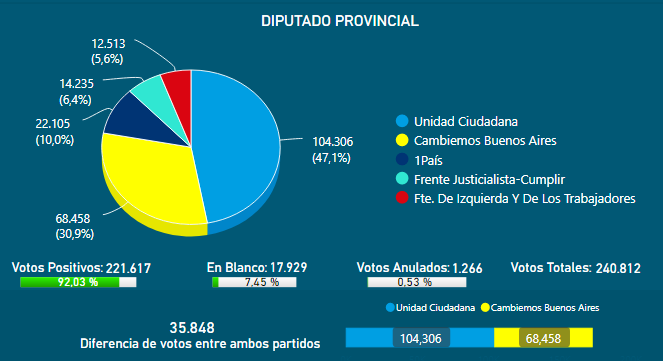 DIPUTADO PROVINCIAL
12.513
(5,6%)
14.235
(6,4%)
22.105
(10,0%)
68.458
(30,9%)
104.306
(47,1%)
Unidad Ciudadana
Cambiemos Buenos Aires
1País
Frente Justicialista-Cumplir
Fte. De Izquierda Y De Los Trabajadores
Votos Positivos: 221.617
92,03 %
En Blanco: 17.929
7.45 %
Votos Anulados: 1.266
0,53 %
Votos Totales: 240.812
35.848
Diferencia de votos entre ambos partidos
Unidad Ciudadana Cambiemos Buenos Aires
104,306 68,458